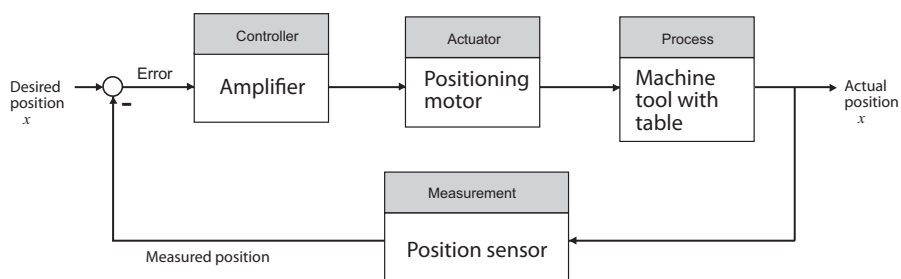 Controller
Actuator
Process
Desired
position
x
Error
-
Amplifier
Positioning
motor
Machine
tool with
table
Actual
position
x
Measurement
Position sensor
Measured position